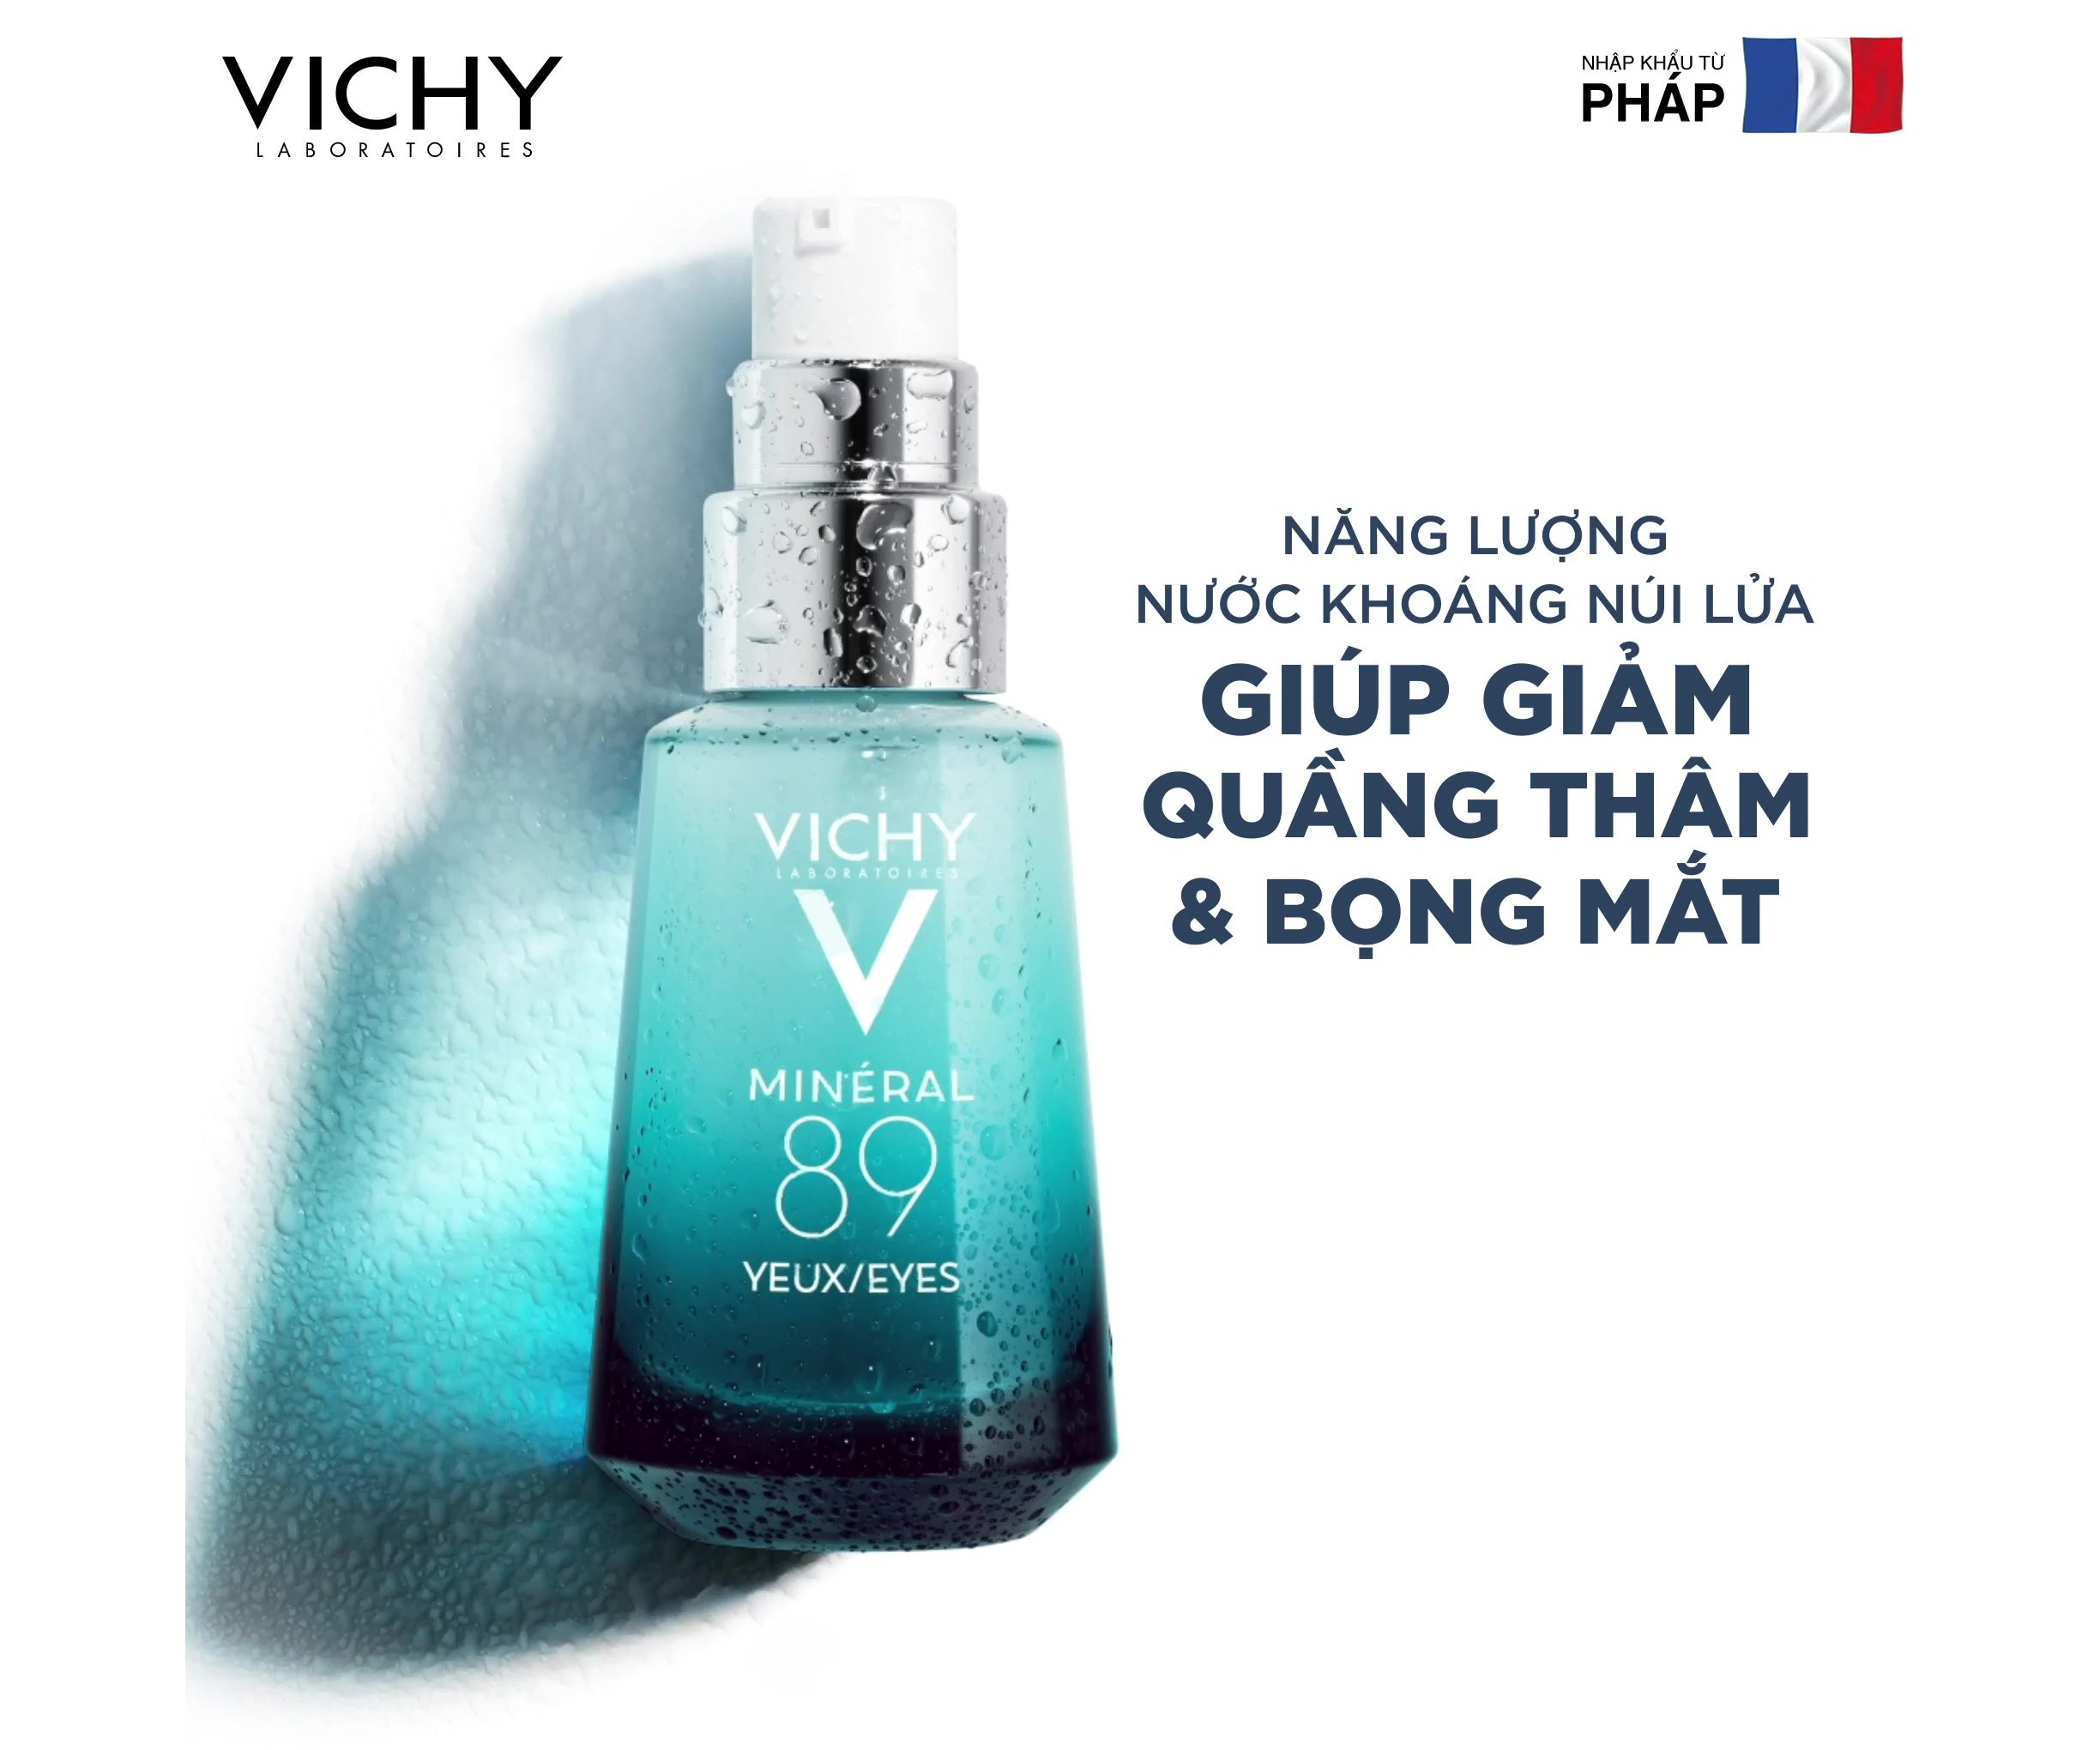 VICHY
LABORATOIRES
NHẬP KHẨU TỪ
PHÁP
NĂNG LƯỢNG
NƯỚC KHOÁNG NÚI LỬA
GIÚP GIẢM
QUẦNG THÂM
& BỌNG MẮT
VICHY
LABORATOIRES
V
MINÉRAL
89
YEUX/EYES